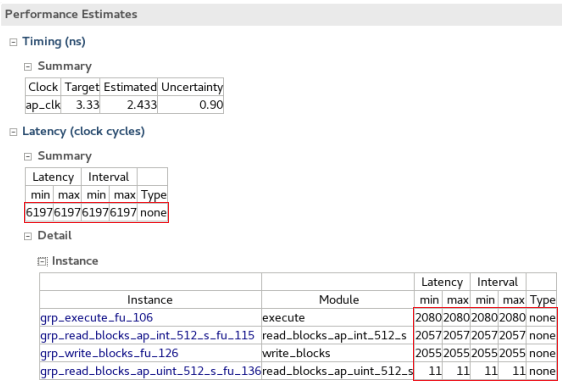 Performance Estimates
Timing (ns)
Summary
Clock Target Estimated Uncertainty
ap_clk 3.33 2.433 0.90
Latency (clock cycles)
Summary
Latency Interval
min max min max Type
6197 6197 6197 6197 none
Detail
Instance
Latency Interval
Instance Module min max min max Type
grp_execute_fu_106 execute 2080 2080 2080 2080 none
grp_read_blocks_ap_int_512_s_fu_115 read_blocks_ap_int_512_s 2057 2057 2057 2057 none
grp_write_blocks_fu_126 write_blocks 2055 2055 2055 2055 none
grp_read_blocks_ap_uint_512_s_fu_136 read_blocks_ap_uint_512_s 11 11 11 11 none